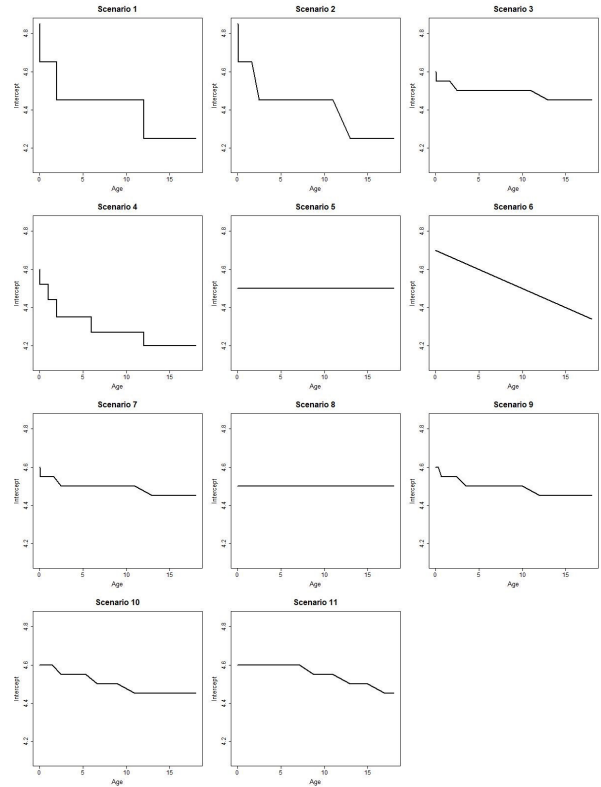 Scenario 1
Intercept
4.2 4.4 4.6 4.8
0 5 10 15
Age
Scenario 2
Intercept
4.2 4.4 4.6 4.8
0 5 10 15
Age
Scenario 3
Intercept
4.2 4.4 4.6 4.8
0 5 10 15
Age
Scenario 4
Intercept
4.2 4.4 4.6 4.8
0 5 10 15
Age
Scenario 5
Intercept
4.2 4.4 4.6 4.8
0 5 10 15
Age
Scenario 6
Intercept
4.2 4.4 4.6 4.8
0 5 10 15
Age
Scenario 7
Intercept
4.2 4.4 4.6 4.8
0 5 10 15
Age
Scenario 8
Intercept
4.2 4.4 4.6 4.8
0 5 10 15
Age
Scenario 9
Intercept
4.2 4.4 4.6 4.8
0 5 10 15
Age
Scenario 10
Intercept
4.2 4.4 4.6 4.8
0 5 10 15
Age
Scenario 11
Intercept
4.2 4.4 4.6 4.8
0 5 10 15
Age